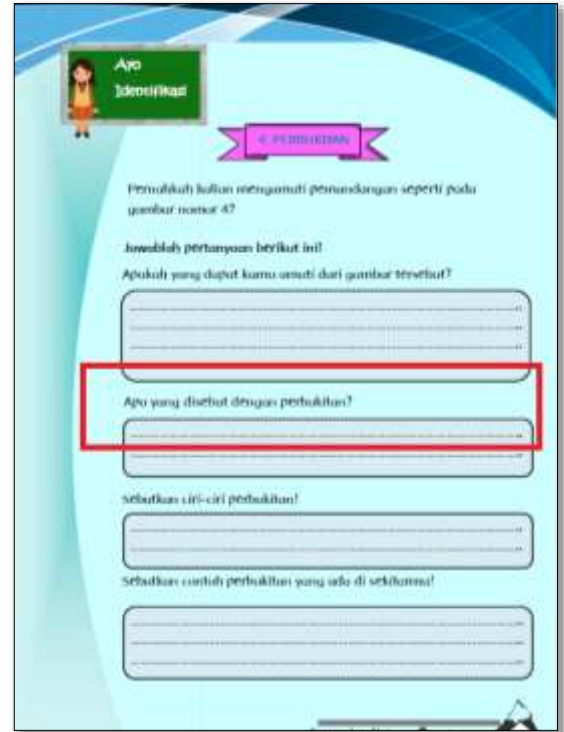 Ayo
Identifikasi
4. PERBUKITAN
Pernahkah kalian mengamati pemandangan seperti pada
gambar nomor 4?
Jawablah pertanyaan berikut ini!
Apakah yang dapat kamu amati dari gambar tersebut?
Apa yang disebut dengan perbukitan?
Sebutkan ciri-ciri perbukitan!
Sebutkan contoh perbukitan yang ada di sekitarmu!